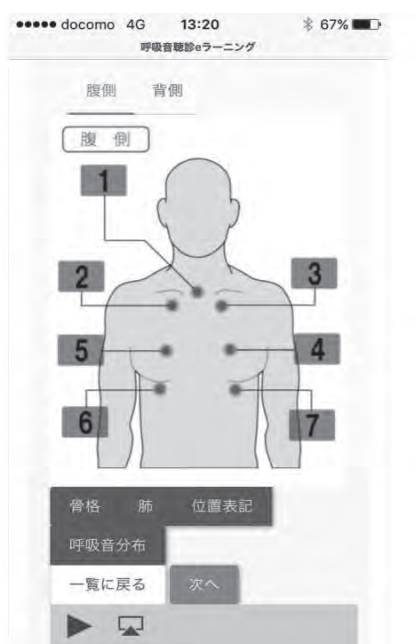 docomo 4G 13:20 67%
呼吸音聴診eラーニング
腹側 背側
腹 側
1
2 3
5 4
6 7
骨格 肺 位置表記
呼吸音分布
一覧に戻る 次へ